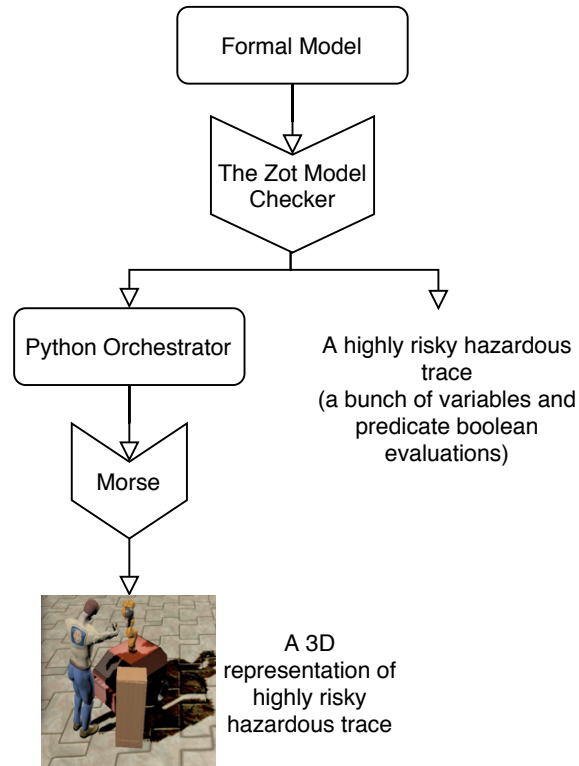 Formal Model
The Zot Model
Checker
Python Orchestrator
A highly risky hazardous
trace
(a bunch of variables and
predicate boolean
evaluations)
Morse
A 3D
representation of
highly risky
hazardous trace